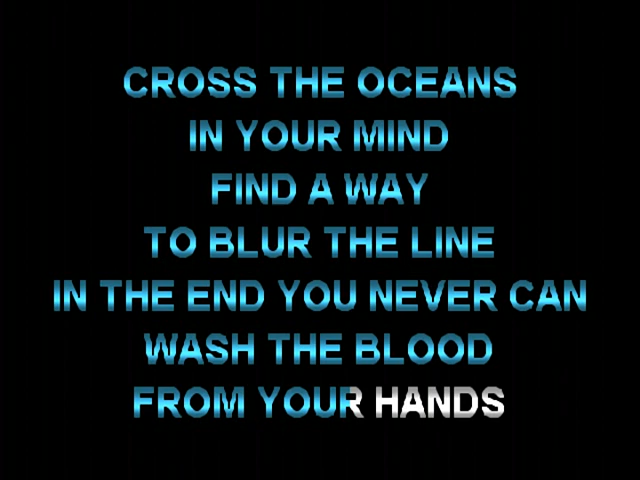 CROSS THE OCEANS
IN YOUR MIND
FIND A WAY
TO BLUR THE LINE
IN THE END YOU NEVER CAN
WASH THE BLOOD
FROM YOUR HANDS